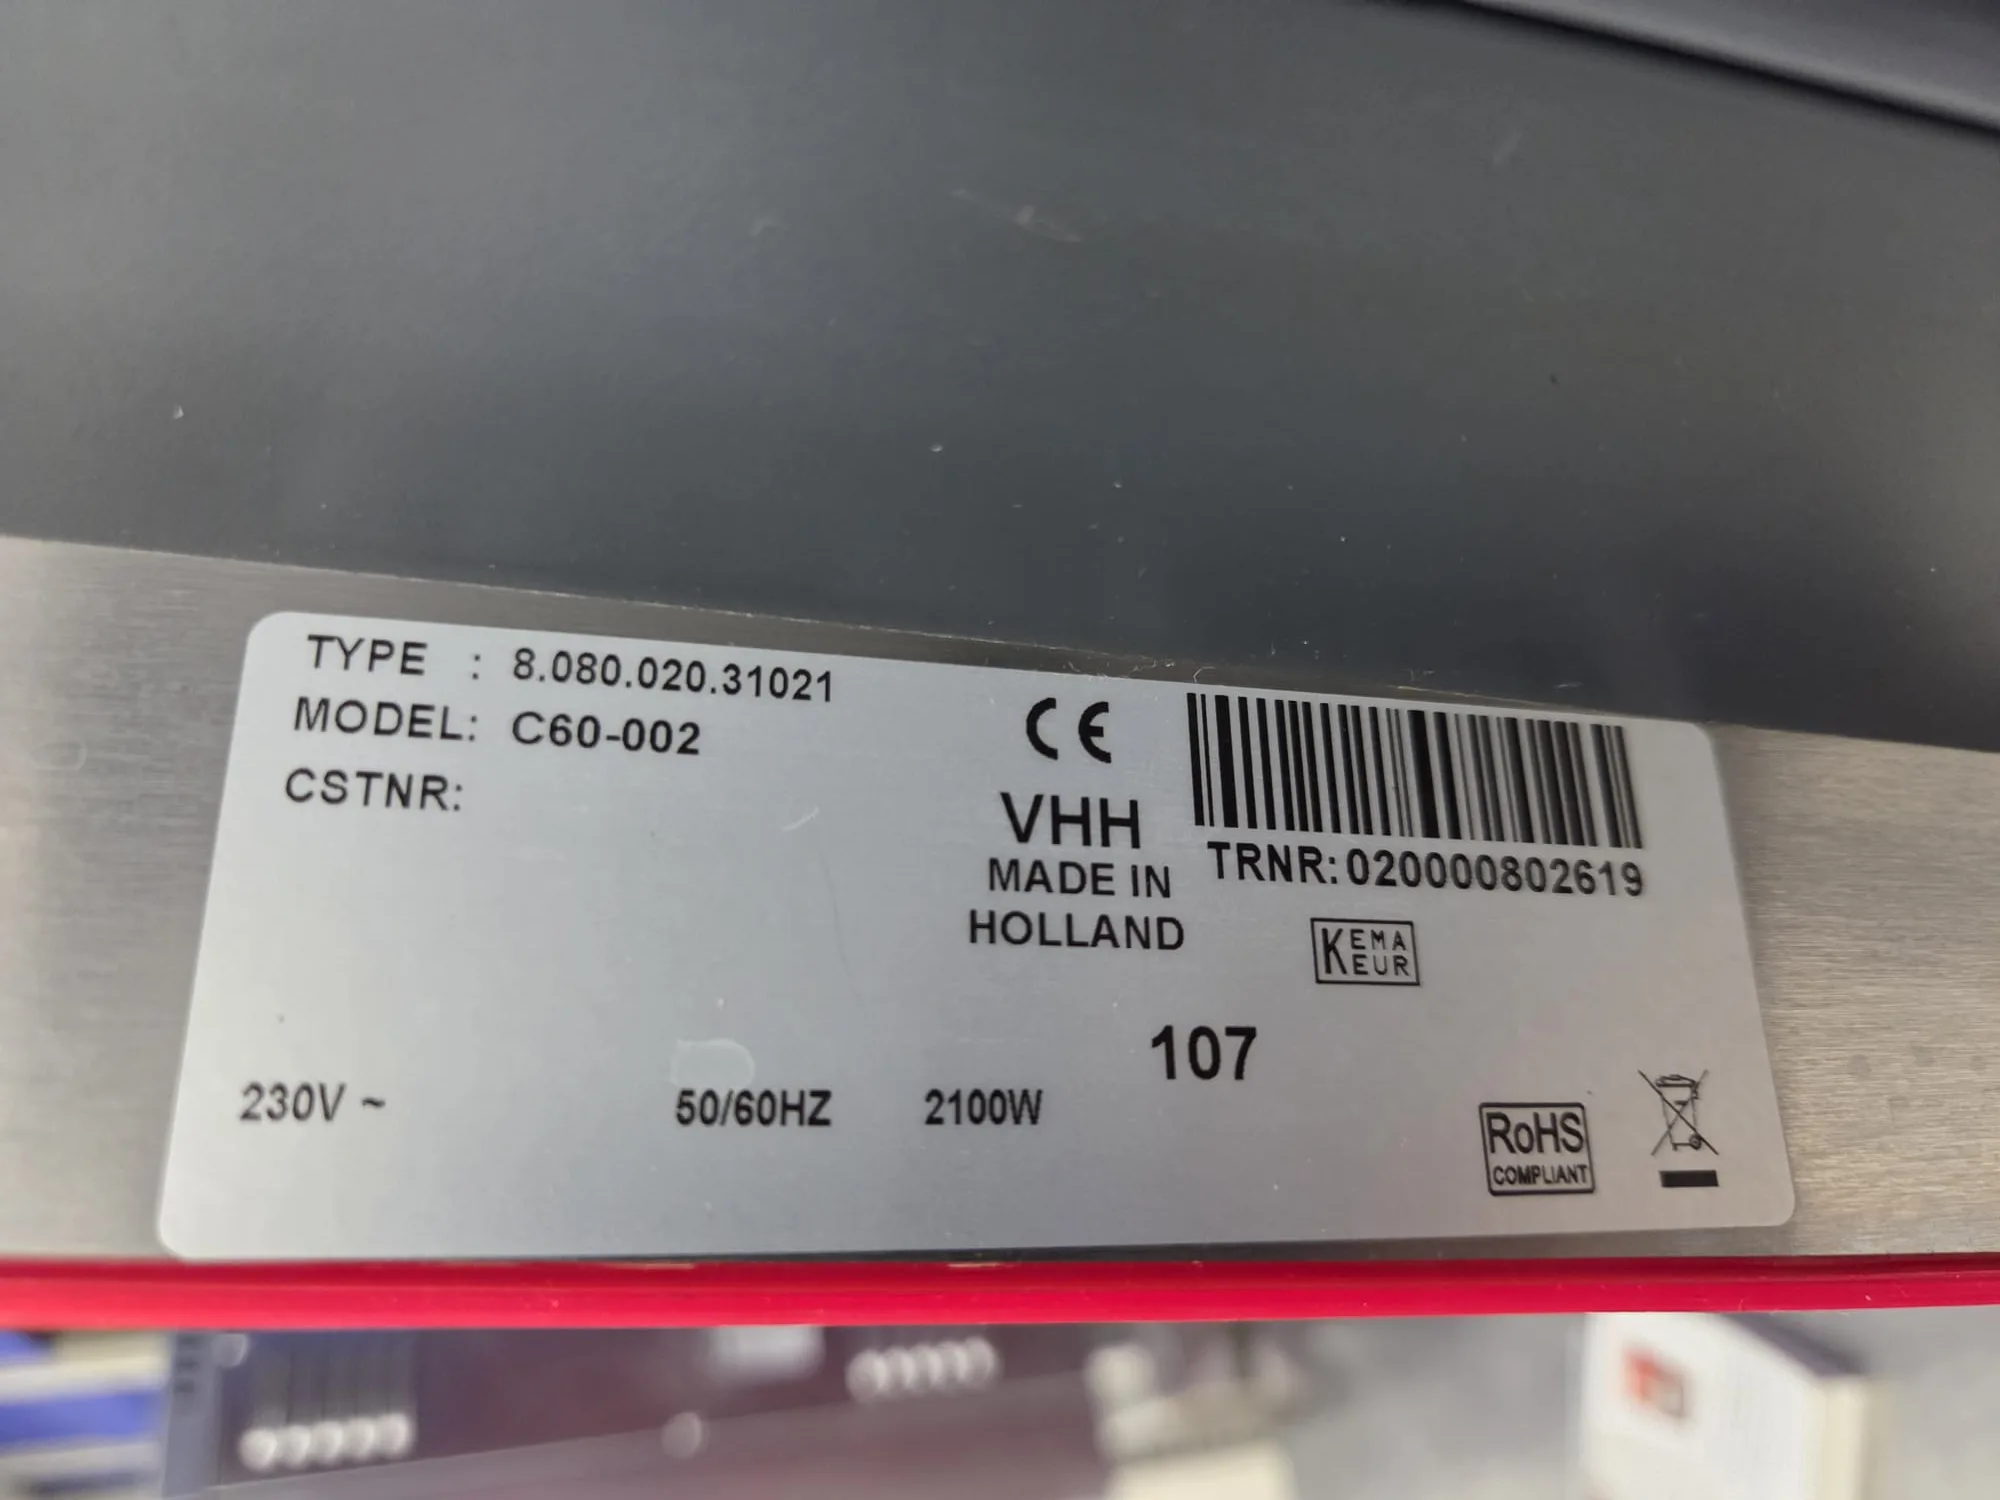 TYPE : 8.080.020.31021
MODEL: C60-002
CSTNR:
CE
VHH
MADE IN
HOLLAND
TRNR:020000802619
KEMA
EUR
107
230V ~ 50/60HZ 2100W
RoHS
COMPLIANT